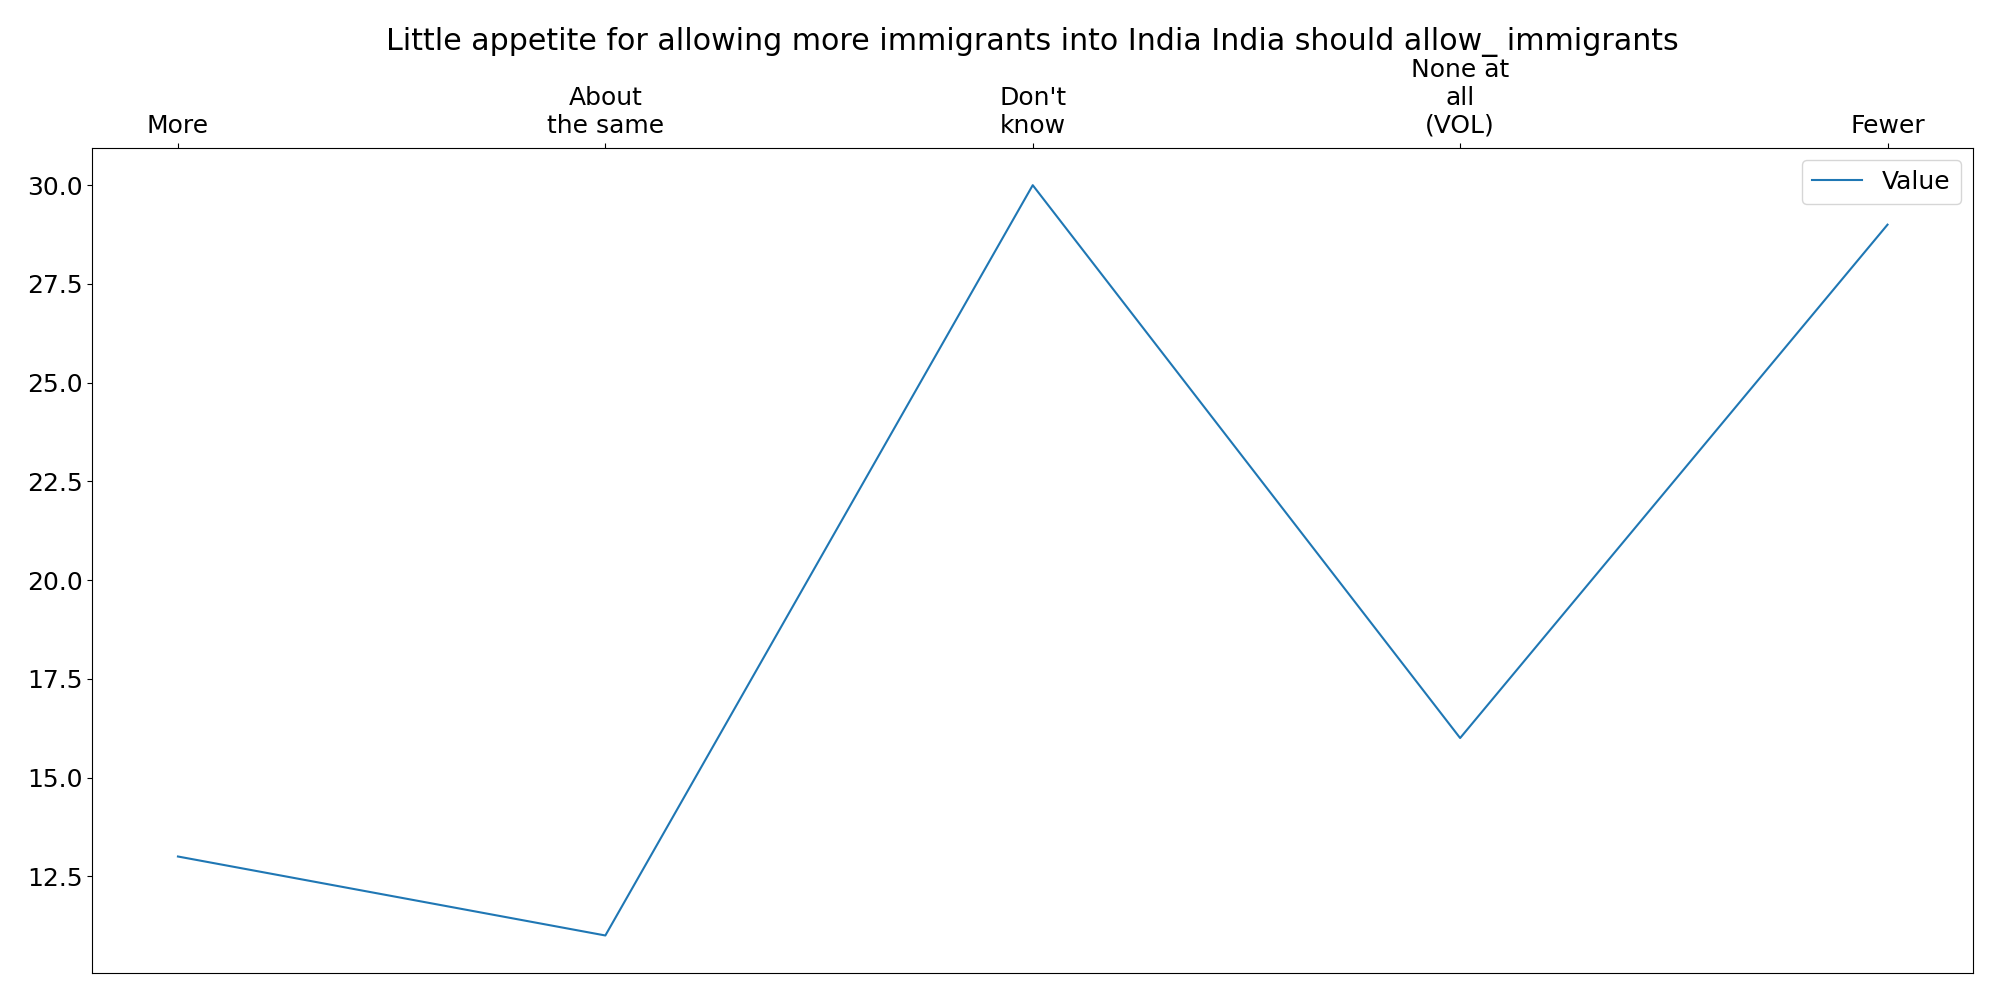 Little appetite for allowing more immigrants into India India should allow_ immigrants
More
About
the same
Don't
know
None at
all
(VOL)
Fewer
Value
30.0
27.5
25.0
22.5
20.0
17.5
15.0
12.5